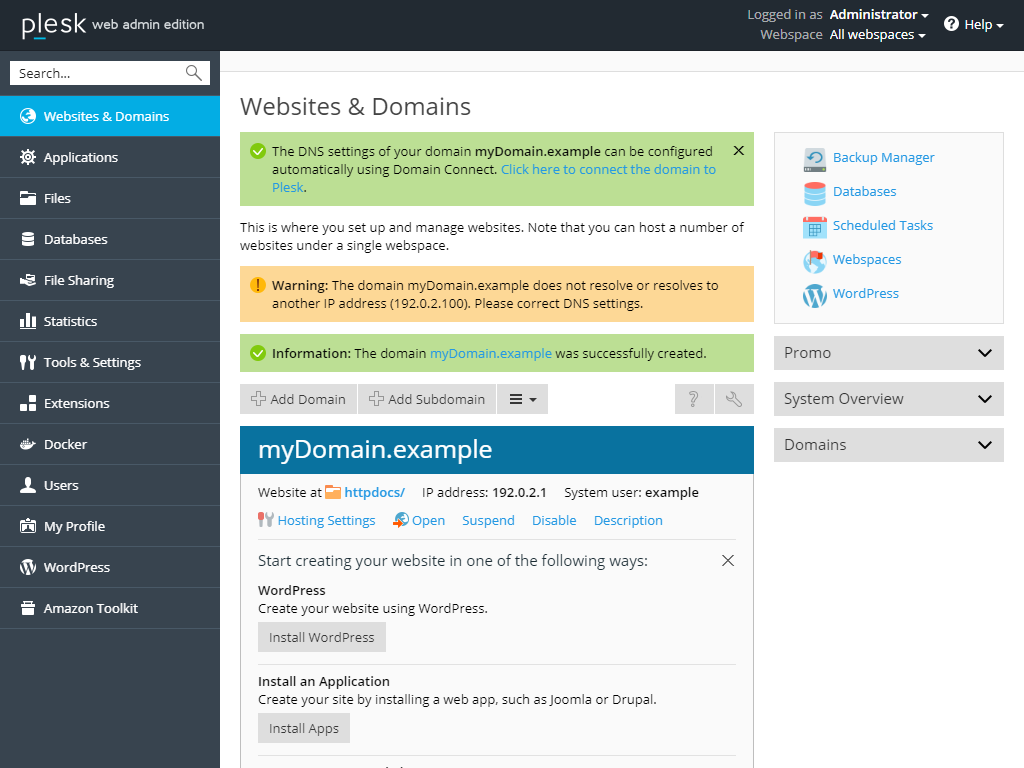 plesk web admin edition
Logged in as Administrator
Webspace All webspaces
Help
Search...
Websites & Domains
Applications
Files
Databases
File Sharing
Statistics
Tools & Settings
Extensions
Docker
Users
My Profile
WordPress
Amazon Toolkit
Websites & Domains
The DNS settings of your domain myDomain.example can be configured
automatically using Domain Connect. Click here to connect the domain to
Plesk.
This is where you set up and manage websites. Note that you can host a number of
websites under a single webspace.
Warning: The domain myDomain.example does not resolve or resolves to
another IP address (192.0.2.100). Please correct DNS settings.
Information: The domain myDomain.example was successfully created.
Add Domain
Add Subdomain
?
myDomain.example
Website at httpdocs/ IP address: 192.0.2.1 System user: example
Hosting Settings Open Suspend Disable Description
Start creating your website in one of the following ways:
WordPress
Create your website using WordPress.
Install WordPress
Install an Application
Create your site by installing a web app, such as Joomla or Drupal.
Install Apps
Backup Manager
Databases
Scheduled Tasks
Webspaces
WordPress
Promo
System Overview
Domains